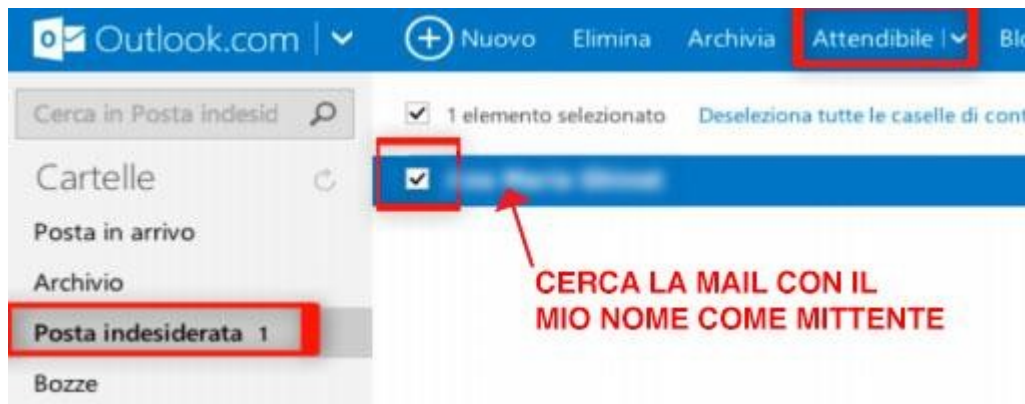 Outlook.com
Nuovo Elimina Archivia Attendibile
Cerca in Posta indesid
1 elemento selezionato Deseleziona tutte le caselle di
Cartelle
Posta in arrivo
Archivio
Posta indesiderata 1
Bozze
CERCA LA MAIL CON IL
MIO NOME COME MITTENTE